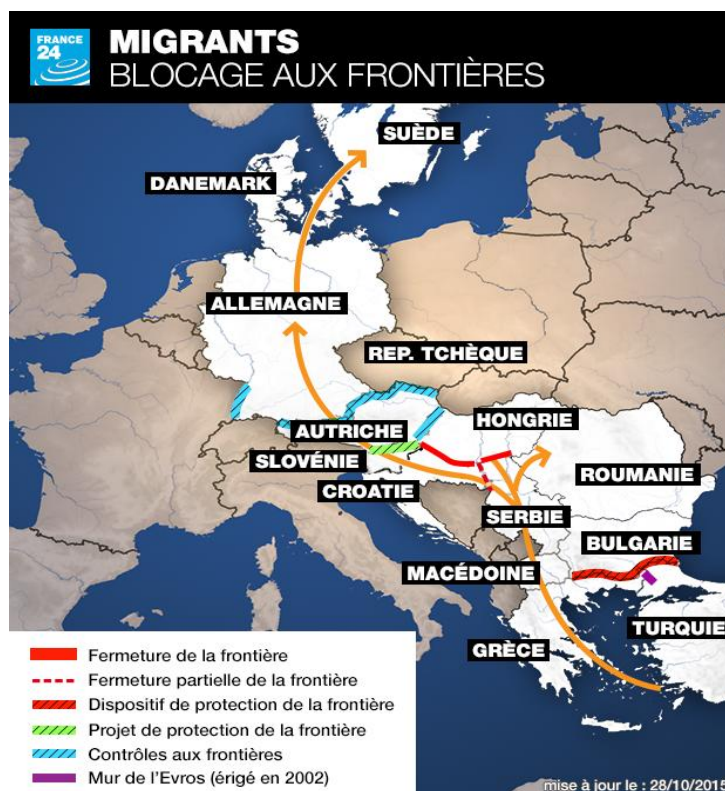 FRANCE
24
MIGRANTS
BLOCAGE AUX FRONTIÈRES
SUÈDE
DANEMARK
ALLEMAGNE
REP. TCHÈQUE
HONGRIE
AUTRICHE
SLOVÉNIE
ROUMANIE
CROATIE
SERBIE
BULGARIE
MACÉDOINE
TURQUIE
GRÈCE
Fermeture de la frontière
Fermeture partielle de la frontière
Dispositif de protection de la frontière
Projet de protection de la frontière
Contrôles aux frontières
Mur de l'Evros (érigé en 2002)
mise à jour le : 28/10/2015